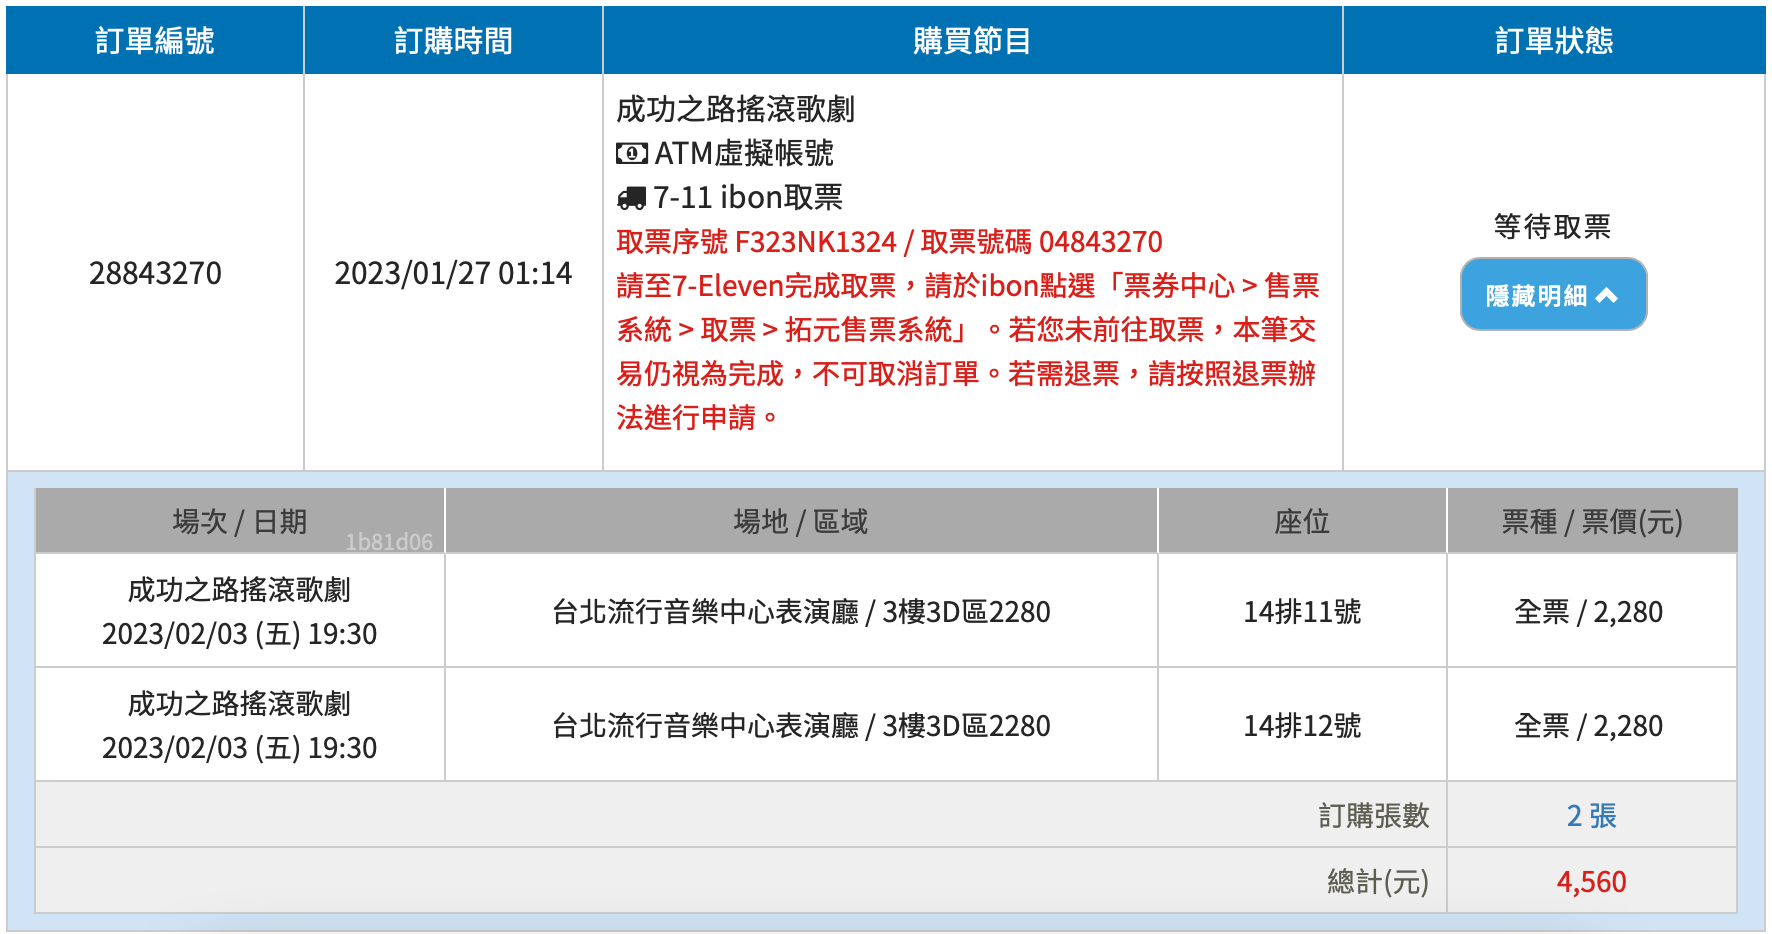 訂單編號 訂購時間 購買節目 訂單狀態
28843270
2023/01/27 01:14
成功之路搖滾歌劇
ATM虛擬帳號
7-11 ibon取票
取票序號 F323NK1324 / 取票號碼 04843270
請至7-Eleven完成取票，請於ibon點選「票券中心 > 售票
系統 > 取票 > 拓元售票系統」。若您未前往取票，本筆交
易仍視為完成，不可取消訂單。若需退票，請按照退票辦
法進行申請。
等待取票
隱藏明細
場次 / 日期 場地 / 區域 座位 票種 / 票價(元)
1b81d06
成功之路搖滾歌劇
2023/02/03 (五) 19:30
台北流行音樂中心表演廳 / 3樓3D區2280
14排11號
全票 / 2,280
成功之路搖滾歌劇
2023/02/03 (五) 19:30
台北流行音樂中心表演廳 / 3樓3D區2280
14排12號
全票 / 2,280
訂購張數 2 張
總計(元) 4,560